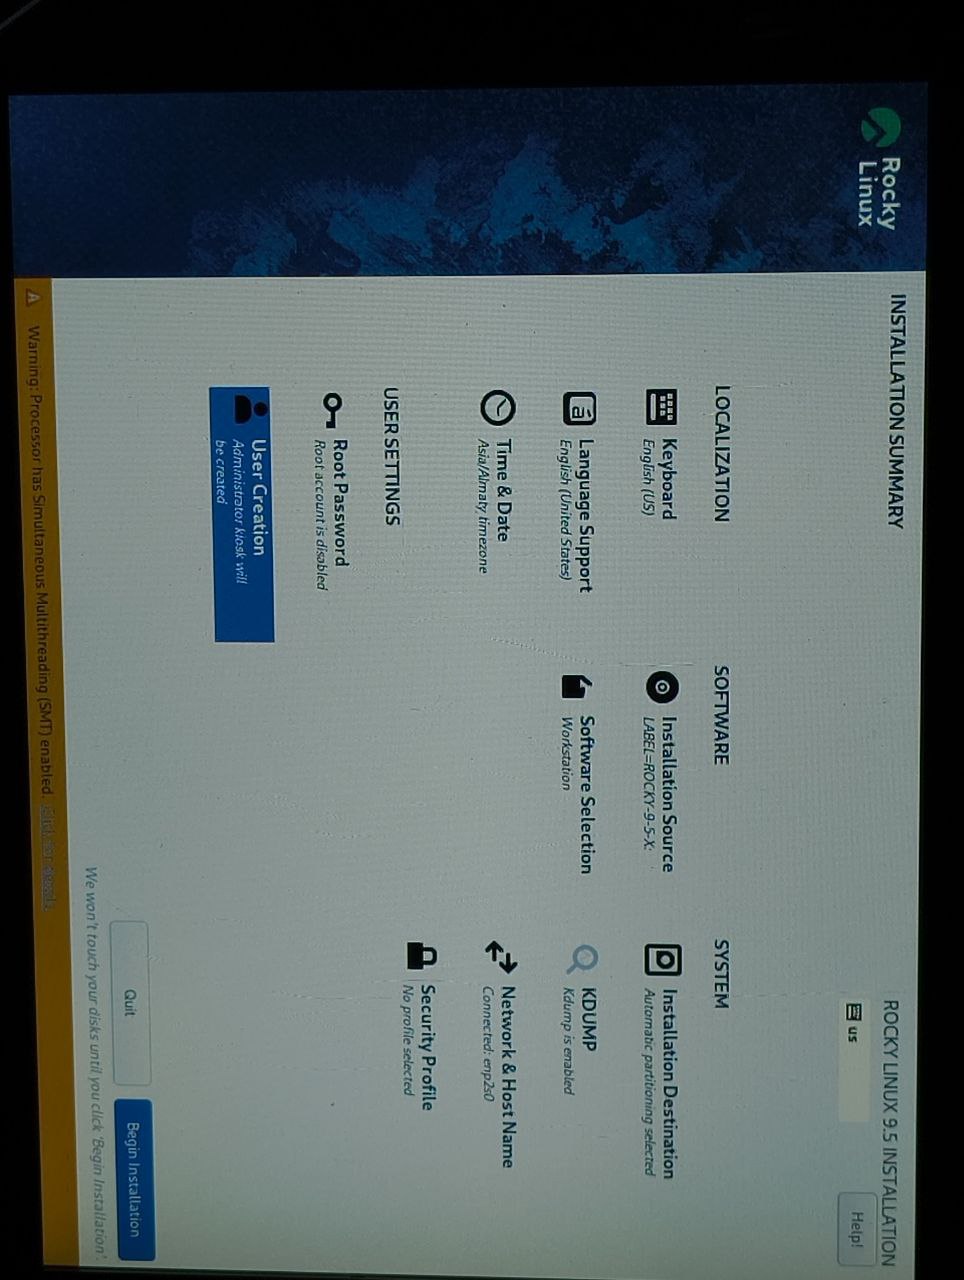 Rocky
Linux
INSTALLATION SUMMARY
ROCKY LINUX 9.5 INSTALLATION
us
Help!
LOCALIZATION
Keyboard
English (US)
Language Support
English (United States)
Time & Date
Asia/Almaty timezone
SOFTWARE
Installation Source
LABEL=ROCKY-9-5-X:
Software Selection
Workstation
SYSTEM
Installation Destination
Automatic partitioning selected
KDUMP
Kdump is enabled
Network & Host Name
Connected: enp2s0
Security Profile
No profile selected
USER SETTINGS
Root Password
Root account is disabled
User Creation
Administrator kiosk will
be created
Quit
Begin Installation
We won't touch your disks until you click 'Begin Installation'.
Warning: Processor has Simultaneous Multithreading (SMT) enabled.